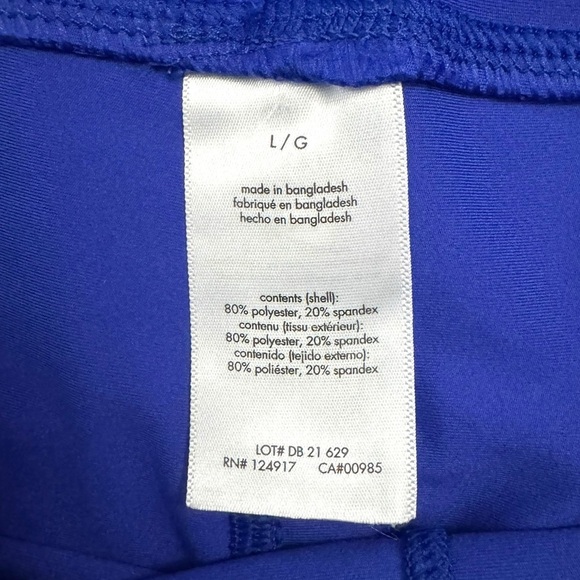 L / G
made in bangladesh
fabriqué en bangladesh
hecho en bangladesh
contents (shell):
80% polyester, 20% spandex
contenu (tissu extérieur):
80% polyester, 20% spandex
contenido (tejido externo):
80% poliéster, 20% spandex
LOT# DB 21 629
RN# 124917 CA#00985